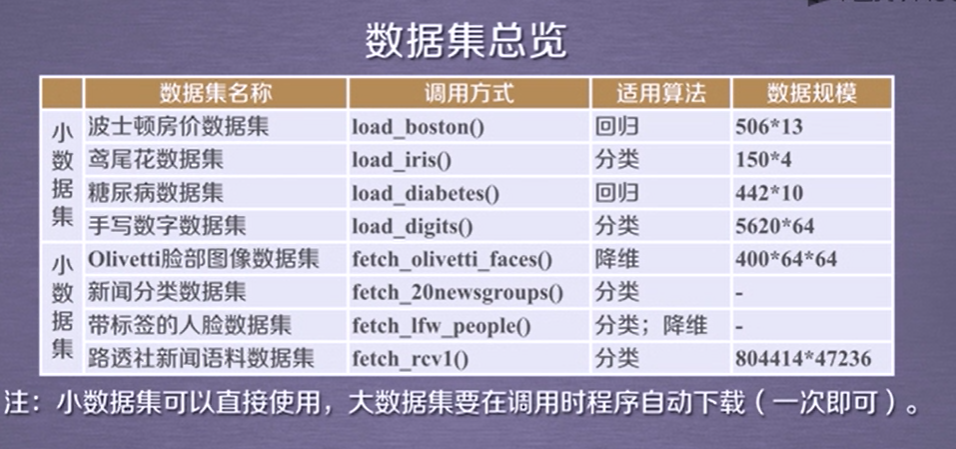 数据集总览
数据集名称 调用方式 适用算法 数据规模
小数据集
波士顿房价数据集 load_boston() 回归 506*13
鸢尾花数据集 load_iris() 分类 150*4
糖尿病数据集 load_diabetes() 回归 442*10
手写数字数据集 load_digits() 分类 5620*64
小数据集
Olivetti脸部图像数据集 fetch_olivetti_faces() 降维 400*64*64
新闻分类数据集 fetch_20newsgroups() 分类 -
带标签的人脸数据集 fetch_lfw_people() 分类；降维 -
路透社新闻语料数据集 fetch_rcv1() 分类 804414*47236
注：小数据集可以直接使用，大数据集要在调用时程序自动下载（一次即可）。